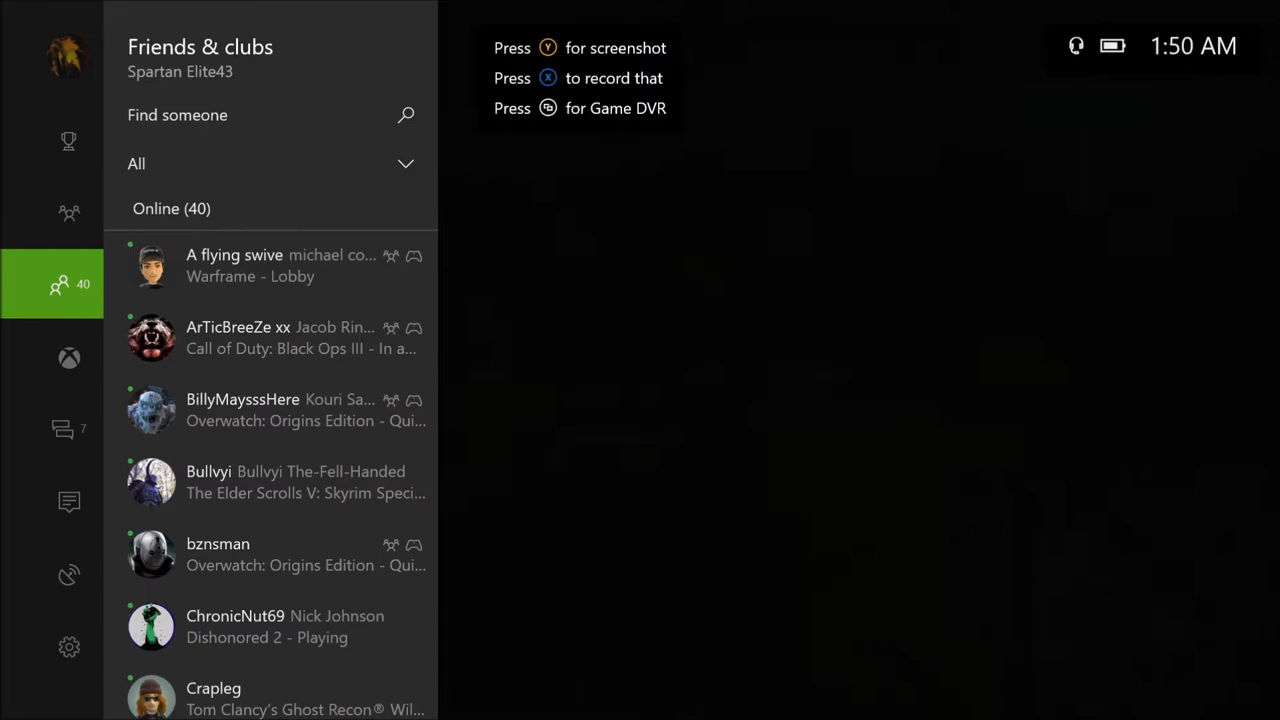 Friends & clubs
Spartan Elite43
Find someone
All
Online (40)
A flying swive michael co...
Warframe - Lobby
ArTicBreeZe xx Jacob Rin...
Call of Duty: Black Ops III - In a...
40
BillyMaysssHere Kouri Sa...
Overwatch: Origins Edition - Qui...
7
Bullvyi Bullvyi The-Fell-Handed
The Elder Scrolls V: Skyrim Speci...
bznsman
Overwatch: Origins Edition - Qui...
ChronicNut69 Nick Johnson
Dishonored 2 - Playing
Crapleg
Tom Clancy's Ghost Recon® Wil...
Press Y for screenshot
Press X to record that
Press for Game DVR
1:50 AM